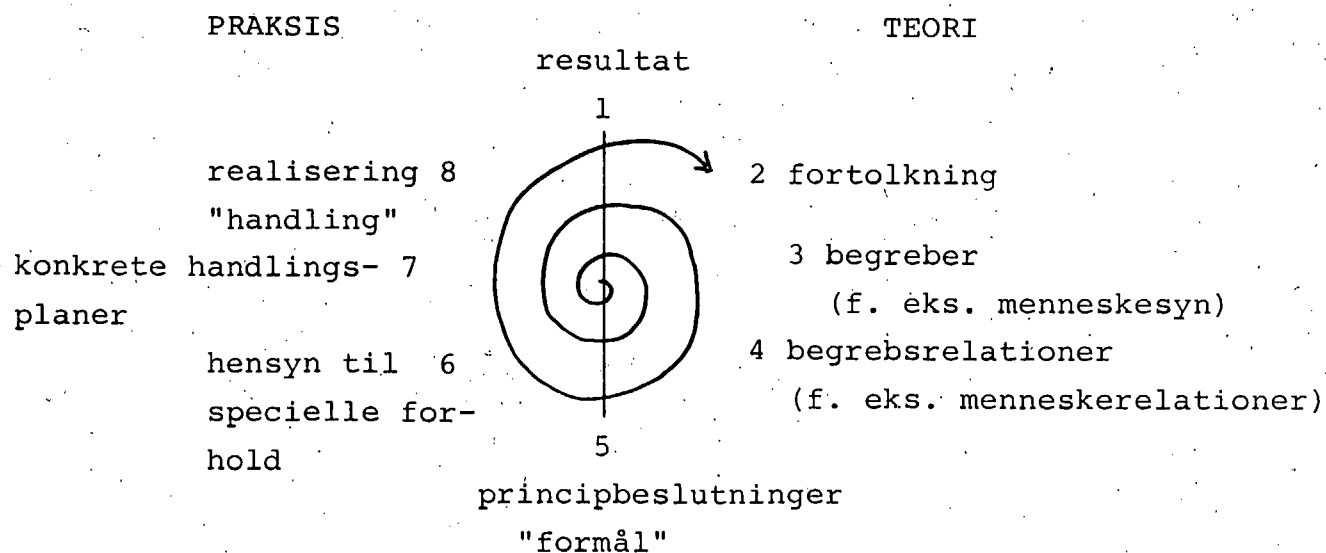 PRAKSIS
TEORI
resultat
1
realisering 8
"handling"
2 fortolkning
konkrete handlings- 7
planer
3 begreber
(f. eks. menneskesyn)
hensyn til 6
specielle for-
hold
4 begrebsrelationer
(f. eks. menneskerelationer)
5
principbeslutninger
"formål"